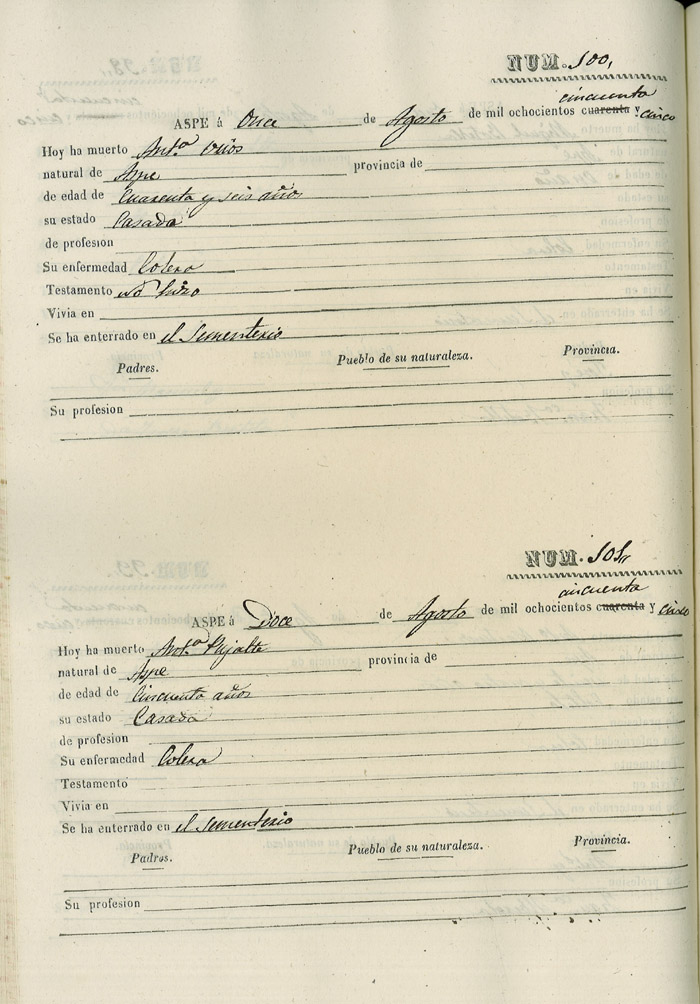 NUM. 100,
cincuenta
ASPE á Once de Agosto de mil ochocientos cuarenta y cinco
Hoy ha muerto Ant.ª
natural de Aspe provincia de
de edad de Cuarenta y seis años
su estado Casada
de profesion
Su enfermedad Colera
Testamento no hizo
Vivia en
Se ha enterrado en el Sementerio
Padres. Pueblo de su naturaleza. Provincia.
Su profesion
NUM. 101,,
cincuenta
ASPE á Doce de Agosto de mil ochocientos cuarenta y cinco
Hoy ha muerto Ant.ª Mijalte
natural de Aspe provincia de
de edad de Cincuenta años
su estado Casada
de profesion
Su enfermedad Colera
Testamento
Vivia en
Se ha enterrado en el Sementerio
Padres. Pueblo de su naturaleza. Provincia.
Su profesion